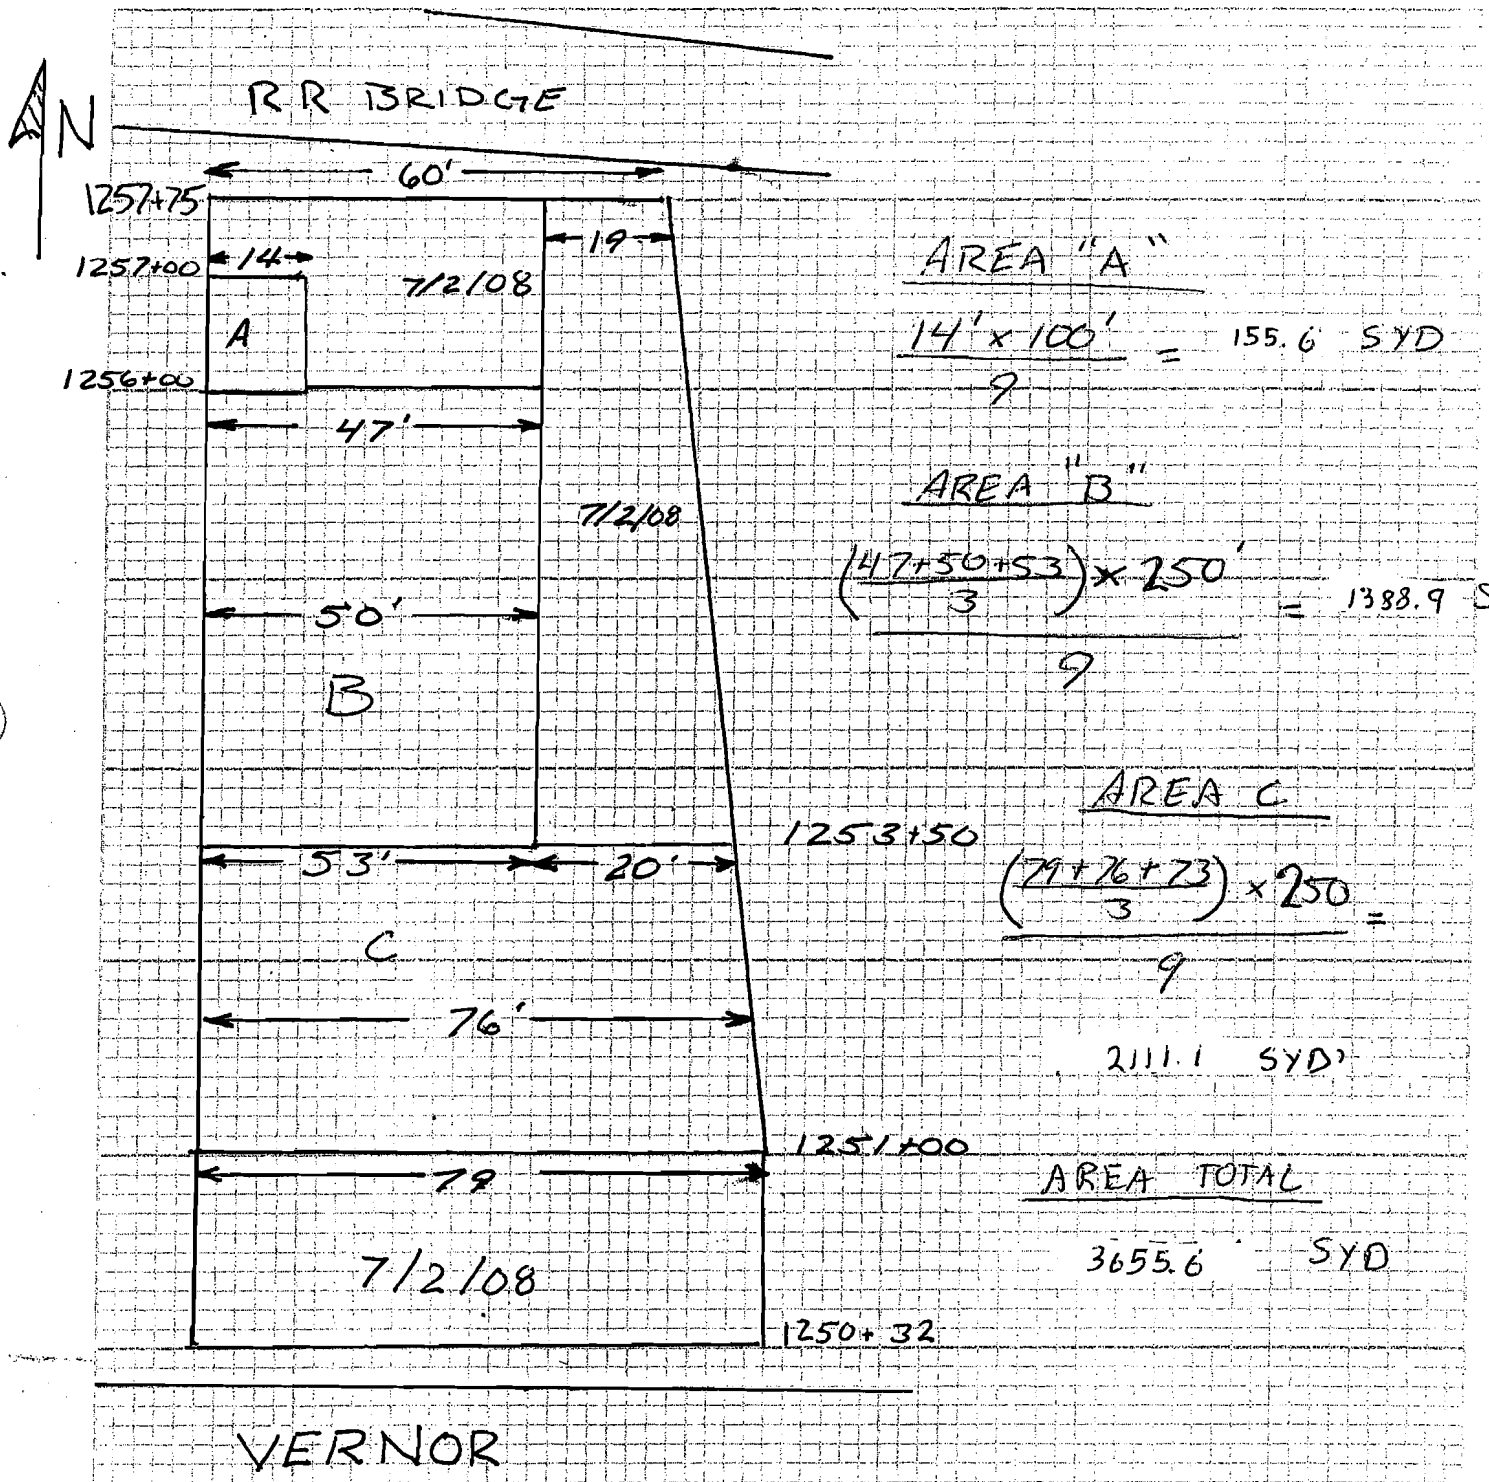 RR BRIDGE
N
60'
1257+75
19
1257+00
14
7/2/08
A
1256+00
47'
7/2/08
50'
B
1253+50
53'
20'
C
76'
1251+00
79
7/2/08
1250+32
VERNOR
AREA "A"
14' x 100'
= 155.6 SYD
9
AREA "B"
(47+50+53) x 250'
3
= 1388.9 S
9
AREA C
(79+76+73) x 250
3
=
9
2111.1 SYD
AREA TOTAL
3655.6 SYD